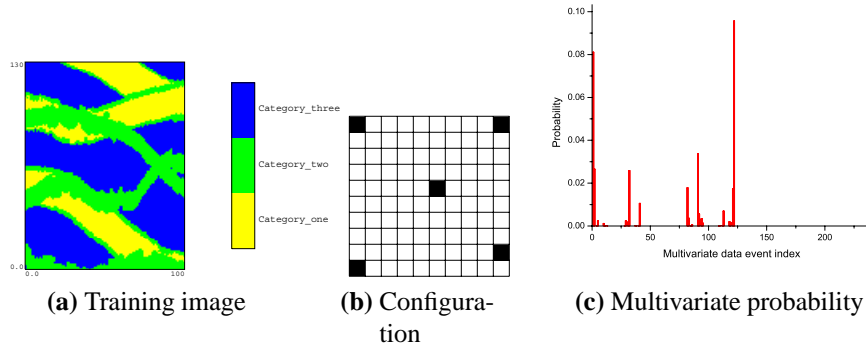 130
0.0
0.0
100
Category_three
Category_two
Category_one
(a) Training image
(b) Configura-
tion
0.10
0.08
0.06
0.04
0.02
0.00
Probability
0
50
100
150
200
Multivariate data event index
(c) Multivariate probability